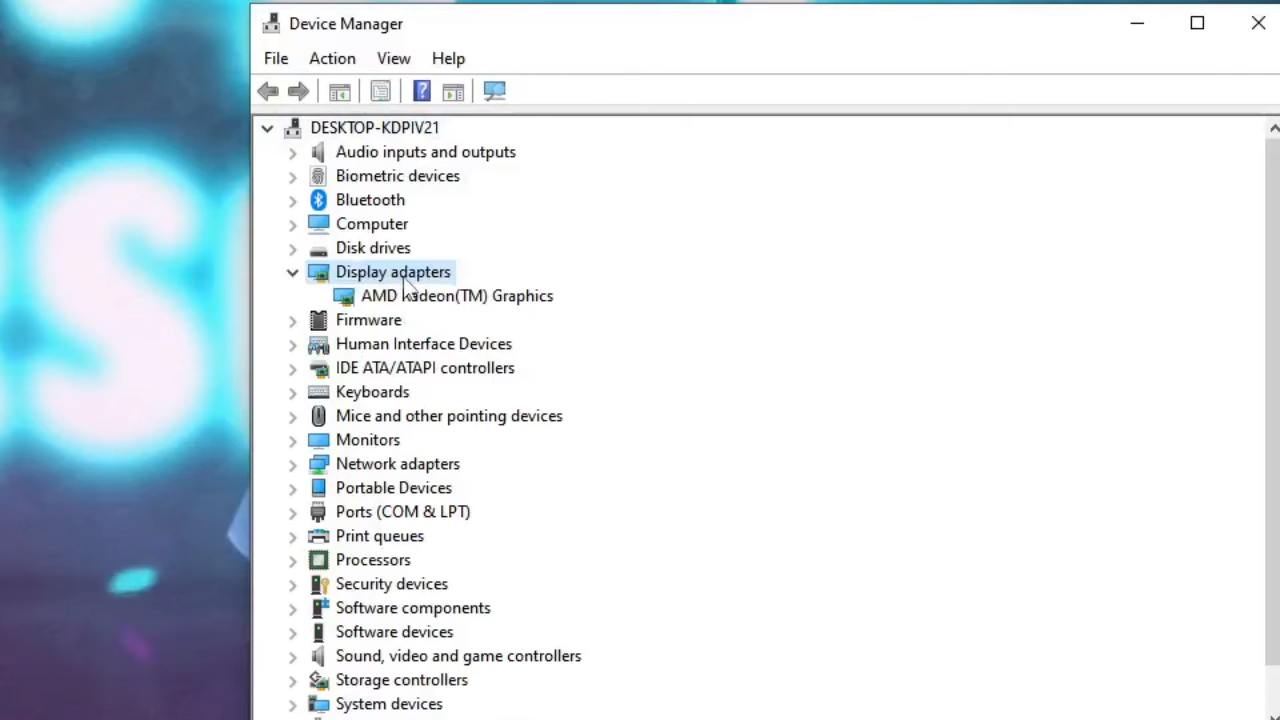 Device Manager
File Action View Help
DESKTOP-KDPIV21
Audio inputs and outputs
Biometric devices
Bluetooth
Computer
Disk drives
Display adapters
AMD Radeon(TM) Graphics
Firmware
Human Interface Devices
IDE ATA/ATAPI controllers
Keyboards
Mice and other pointing devices
Monitors
Network adapters
Portable Devices
Ports (COM & LPT)
Print queues
Processors
Security devices
Software components
Software devices
Sound, video and game controllers
Storage controllers
System devices